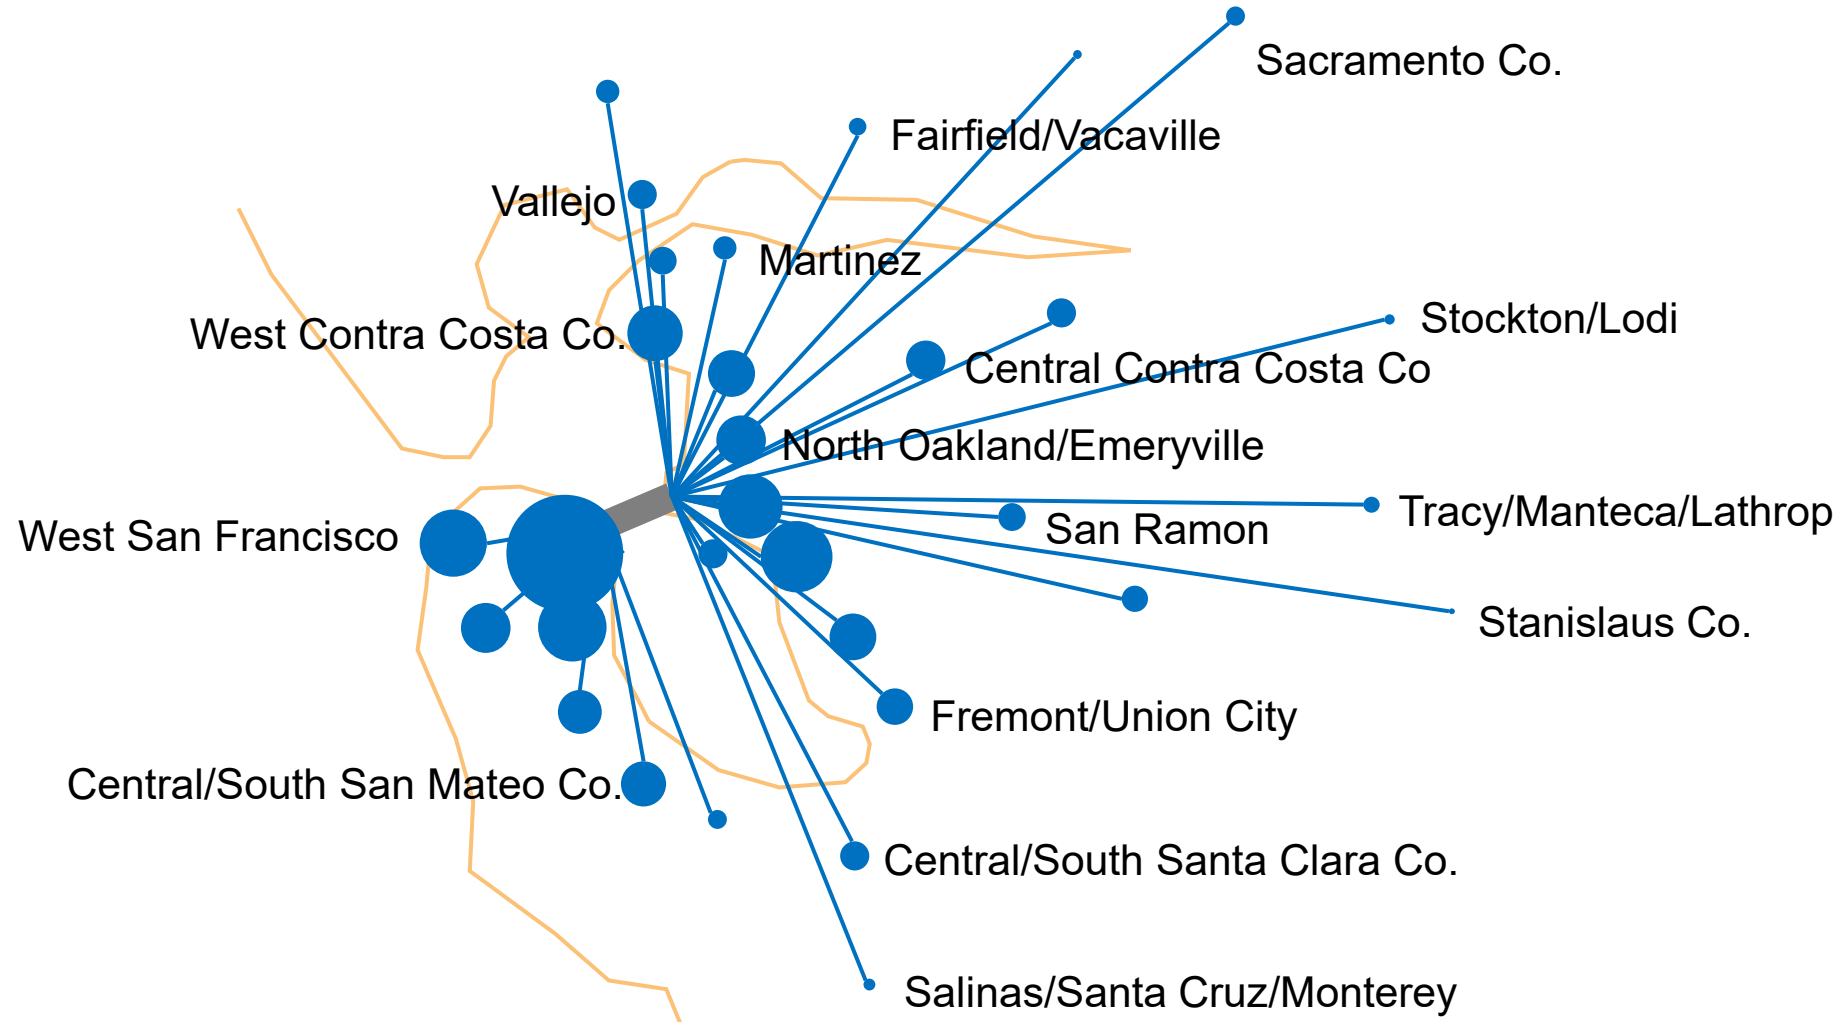 Sacramento Co.
Fairfield/Vacaville
Vallejo
Martinez
West Contra Costa Co.
Stockton/Lodi
Central Contra Costa Co
North Oakland/Emeryville
West San Francisco
San Ramon
Tracy/Manteca/Lathrop
Stanislaus Co.
Fremont/Union City
Central/South San Mateo Co.
Central/South Santa Clara Co.
Salinas/Santa Cruz/Monterey